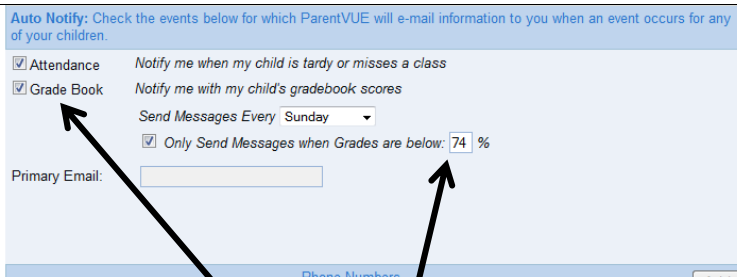 Auto Notify: Check the events below for which ParentVUE will e-mail information to you when an event occurs for any
of your children.
Attendance Notify me when my child is tardy or misses a class
Grade Book Notify me with my child's gradebook scores
Send Messages Every Sunday
Only Send Messages when Grades are below: 74 %
Primary Email:
Phone Numbers